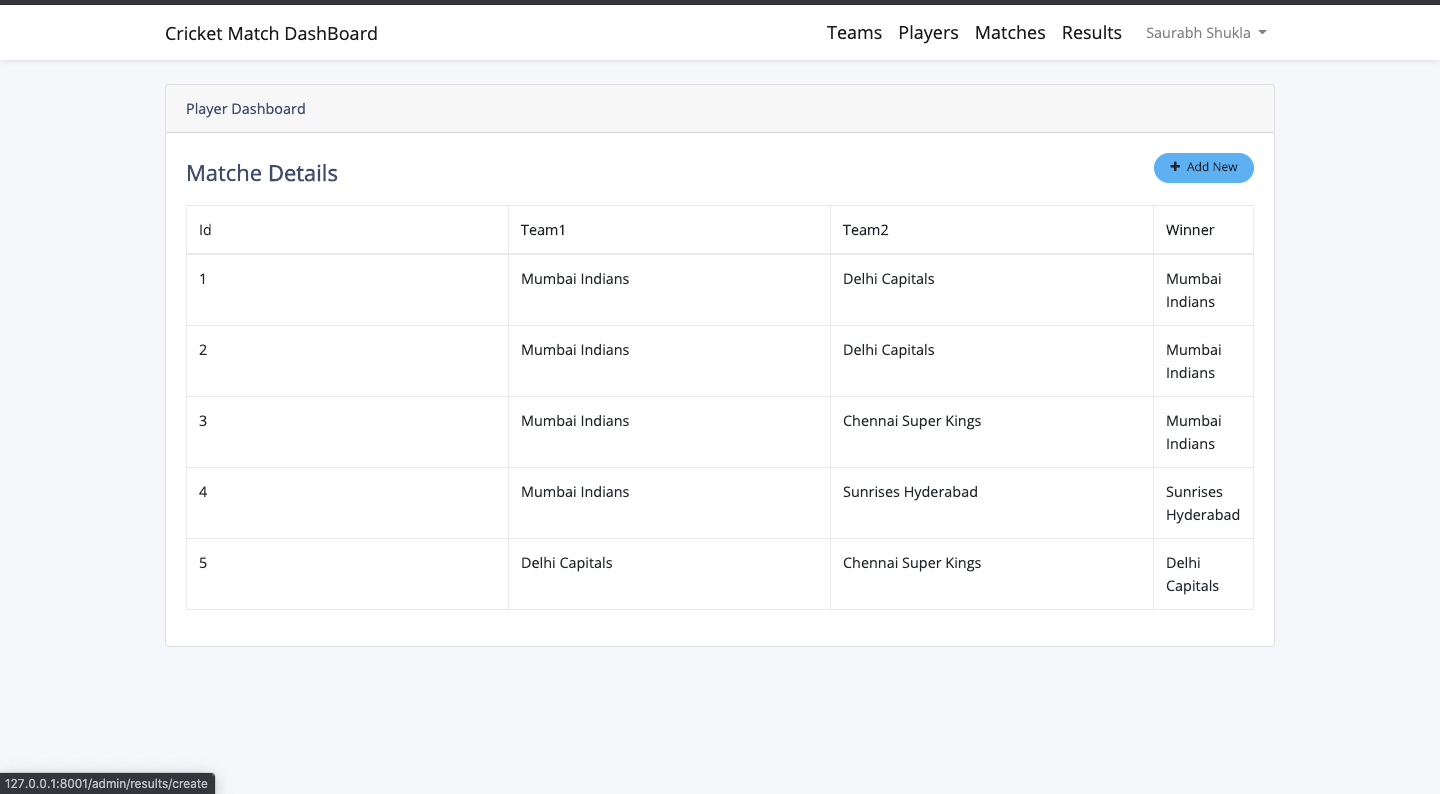 Cricket Match DashBoard Teams Players Matches Results Saurabh Shukla
Player Dashboard
Matche Details
Add New
Id Team1 Team2 Winner
1 Mumbai Indians Delhi Capitals Mumbai
Indians
2 Mumbai Indians Delhi Capitals Mumbai
Indians
3 Mumbai Indians Chennai Super Kings Mumbai
Indians
4 Mumbai Indians Sunrises Hyderabad Sunrises
Hyderabad
5 Delhi Capitals Chennai Super Kings Delhi
Capitals
127.0.0.1:8001/admin/results/create